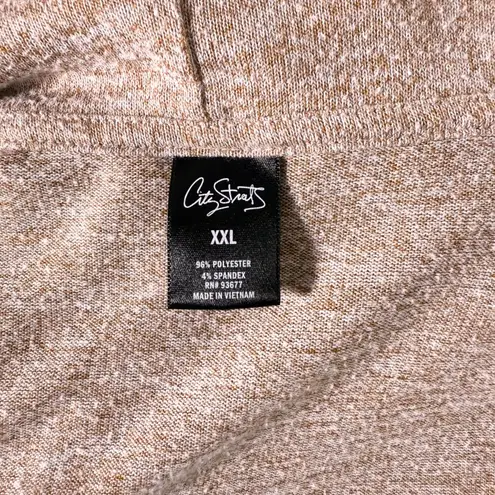 City Streets
XXL
96% POLYESTER
4% SPANDEX
RN# 93677
MADE IN VIETNAM